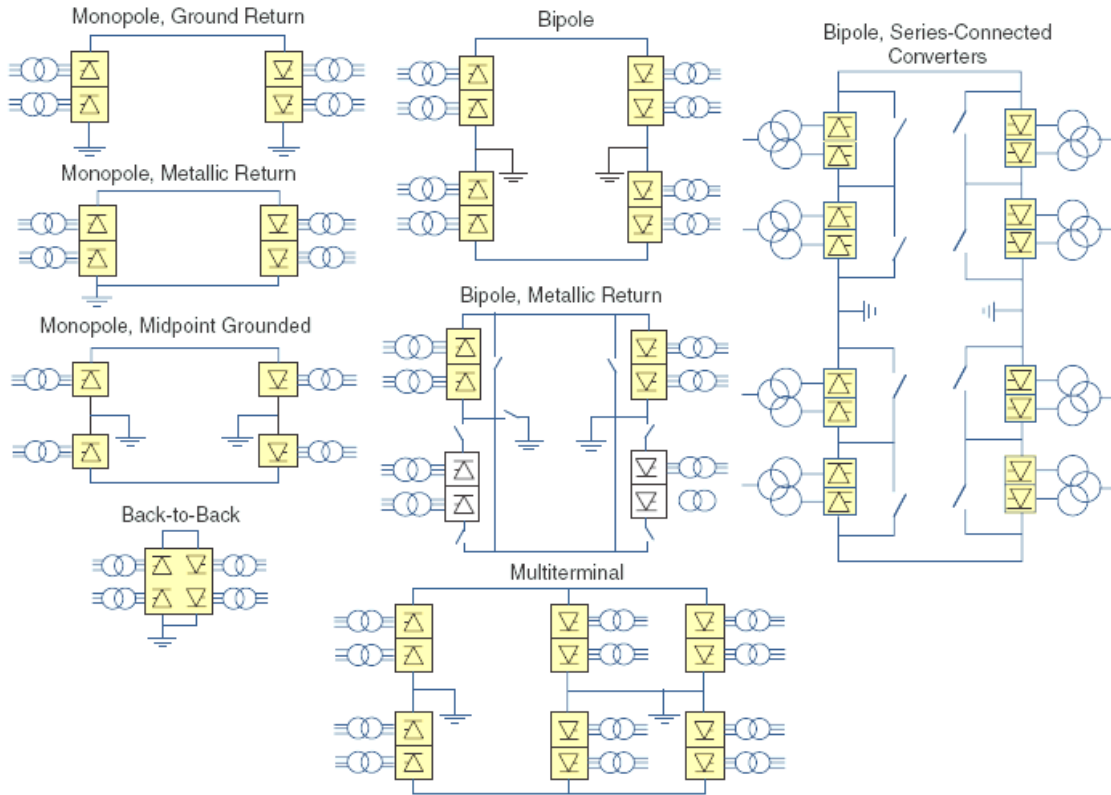 Monopole, Ground Return
Bipole
Bipole, Series-Connected
Converters
Monopole, Metallic Return
Monopole, Midpoint Grounded
Bipole, Metallic Return
Back-to-Back
Multiterminal